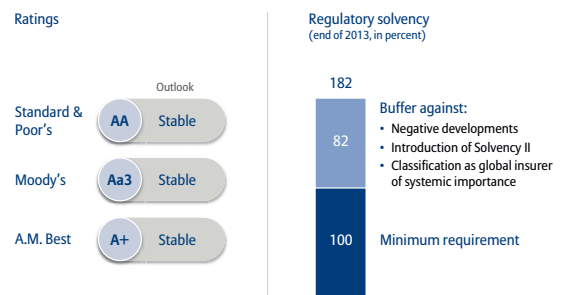 Ratings
Outlook
Standard &
Poor's
AA
Stable
Moody's
Aa3
Stable
A.M. Best
A+
Stable
Regulatory solvency
(end of 2013, in percent)
182
82
Buffer against:
• Negative developments
• Introduction of Solvency II
• Classification as global insurer
of systemic importance
100
Minimum requirement